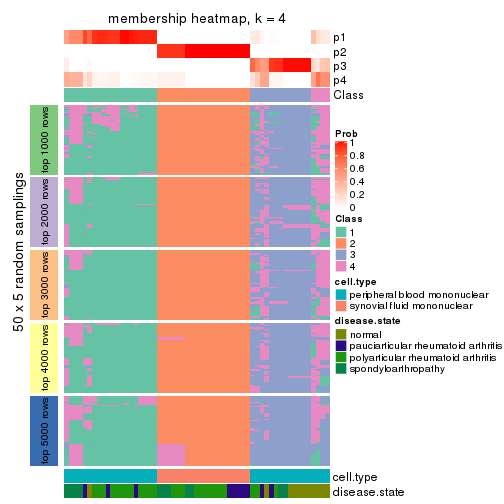 membership heatmap, k = 4
p1
p2
p3
p4
Class
50 x 5 random samplings
top 1000 rows
top 2000 rows
top 3000 rows
top 4000 rows
top 5000 rows
cell.type
disease.state
Prob
1
0.8
0.6
0.4
0.2
0
Class
1
2
3
4
cell.type
peripheral blood mononuclear
synovial fluid mononuclear
disease.state
normal
pauciarticular rheumatoid arthritis
polyarticular rheumatoid arthritis
spondyloarthropathy